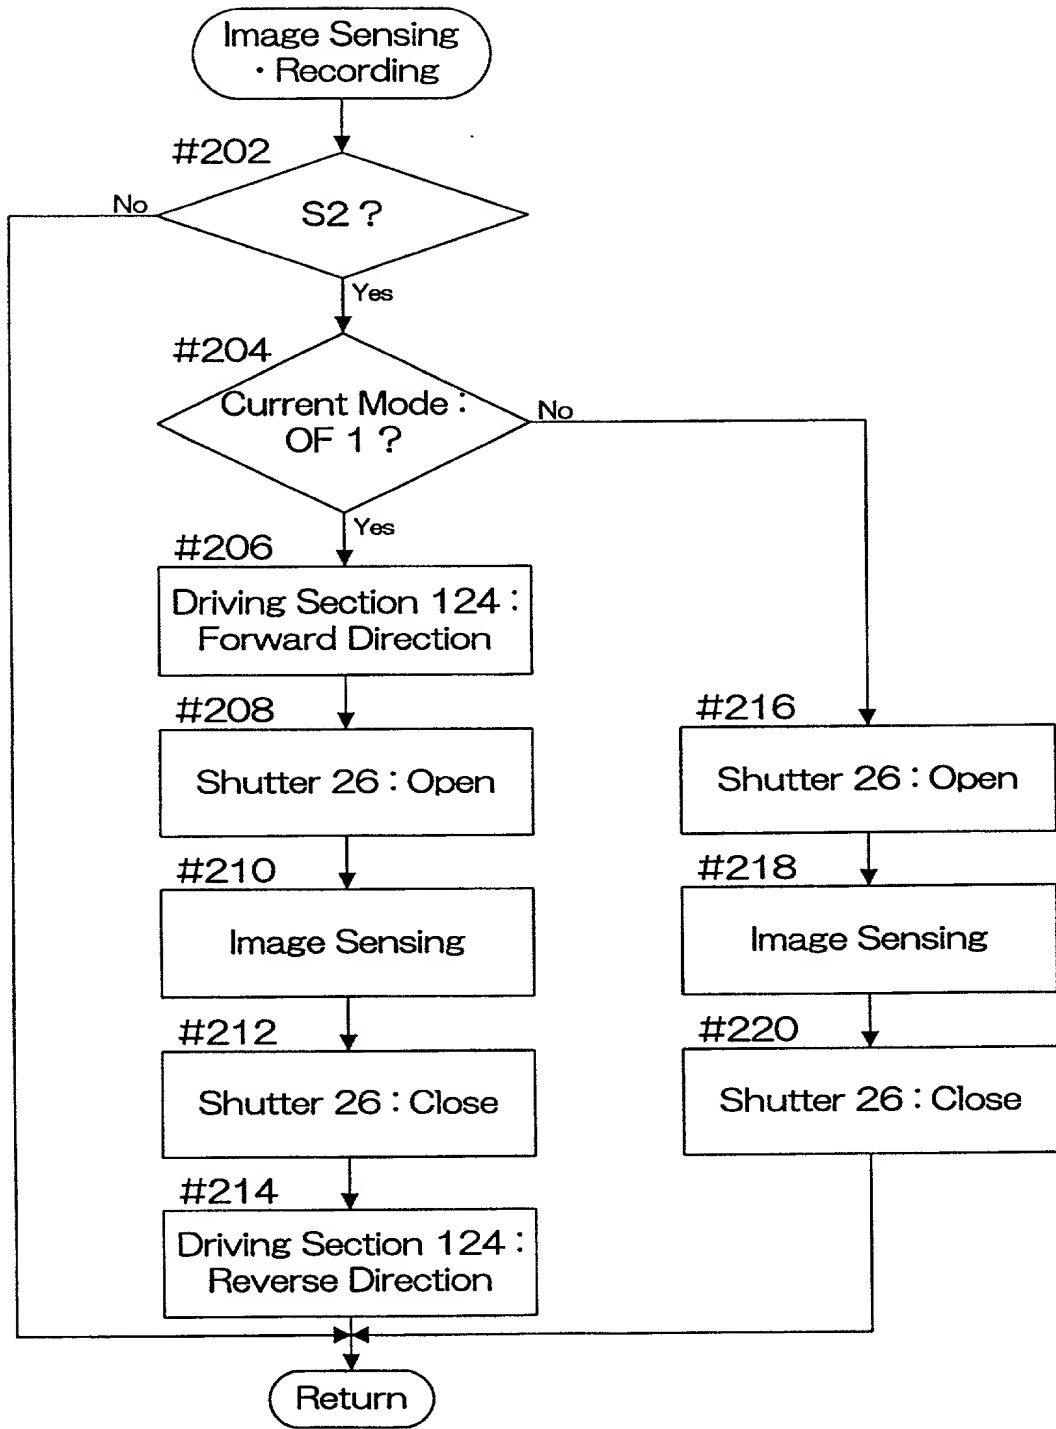 Image Sensing
・Recording
#202
No
S2 ?
Yes
#204
Current Mode :
OF 1 ?
No
Yes
#206
Driving Section 124 :
Forward Direction
#208
Shutter 26 : Open
#210
Image Sensing
#212
Shutter 26 : Close
#214
Driving Section 124 :
Reverse Direction
#216
Shutter 26 : Open
#218
Image Sensing
#220
Shutter 26 : Close
Return